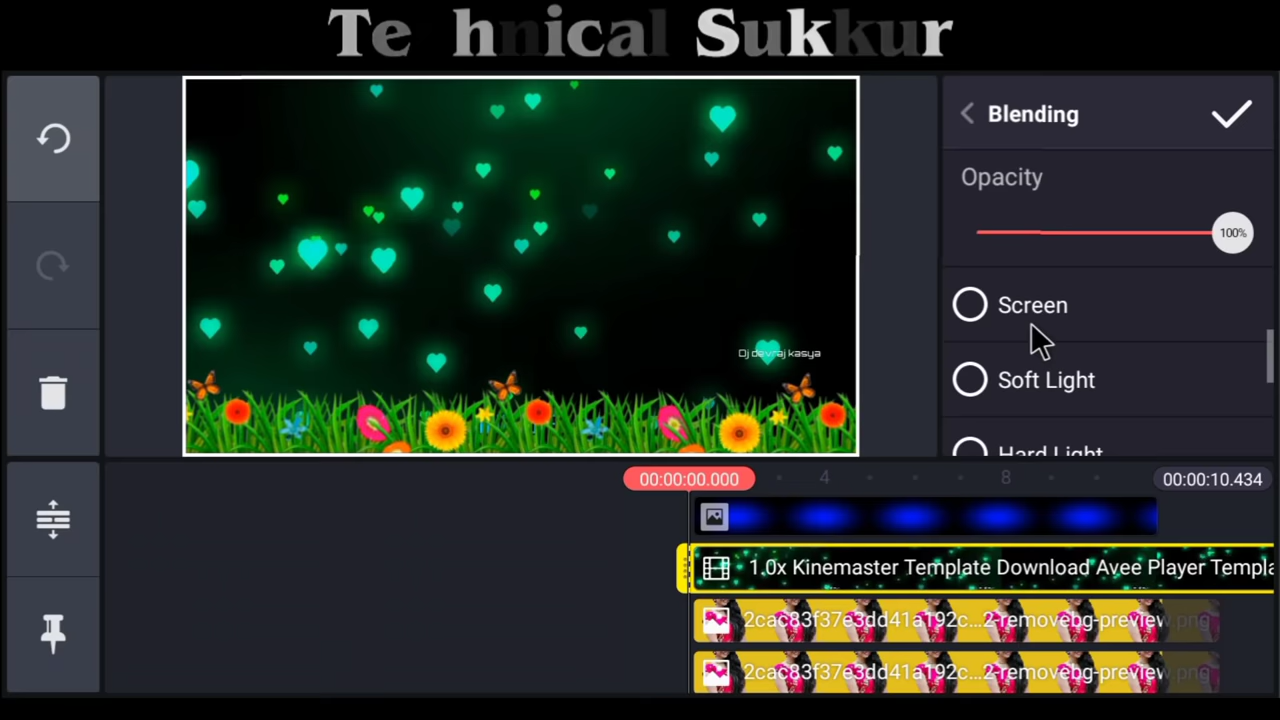 Te hnical Sukkur
Blending
Opacity
100%
Screen
Soft Light
Hard Light
Dj devraj kasya
00:00:00.000
4
8
00:00:10.434
1.0x Kinemaster Template Download Avee Player Templa
2cac83f37e3dd41a192c...2-removebg-preview.png
2cac83f37e3dd41a192c...2-removebg-preview.png